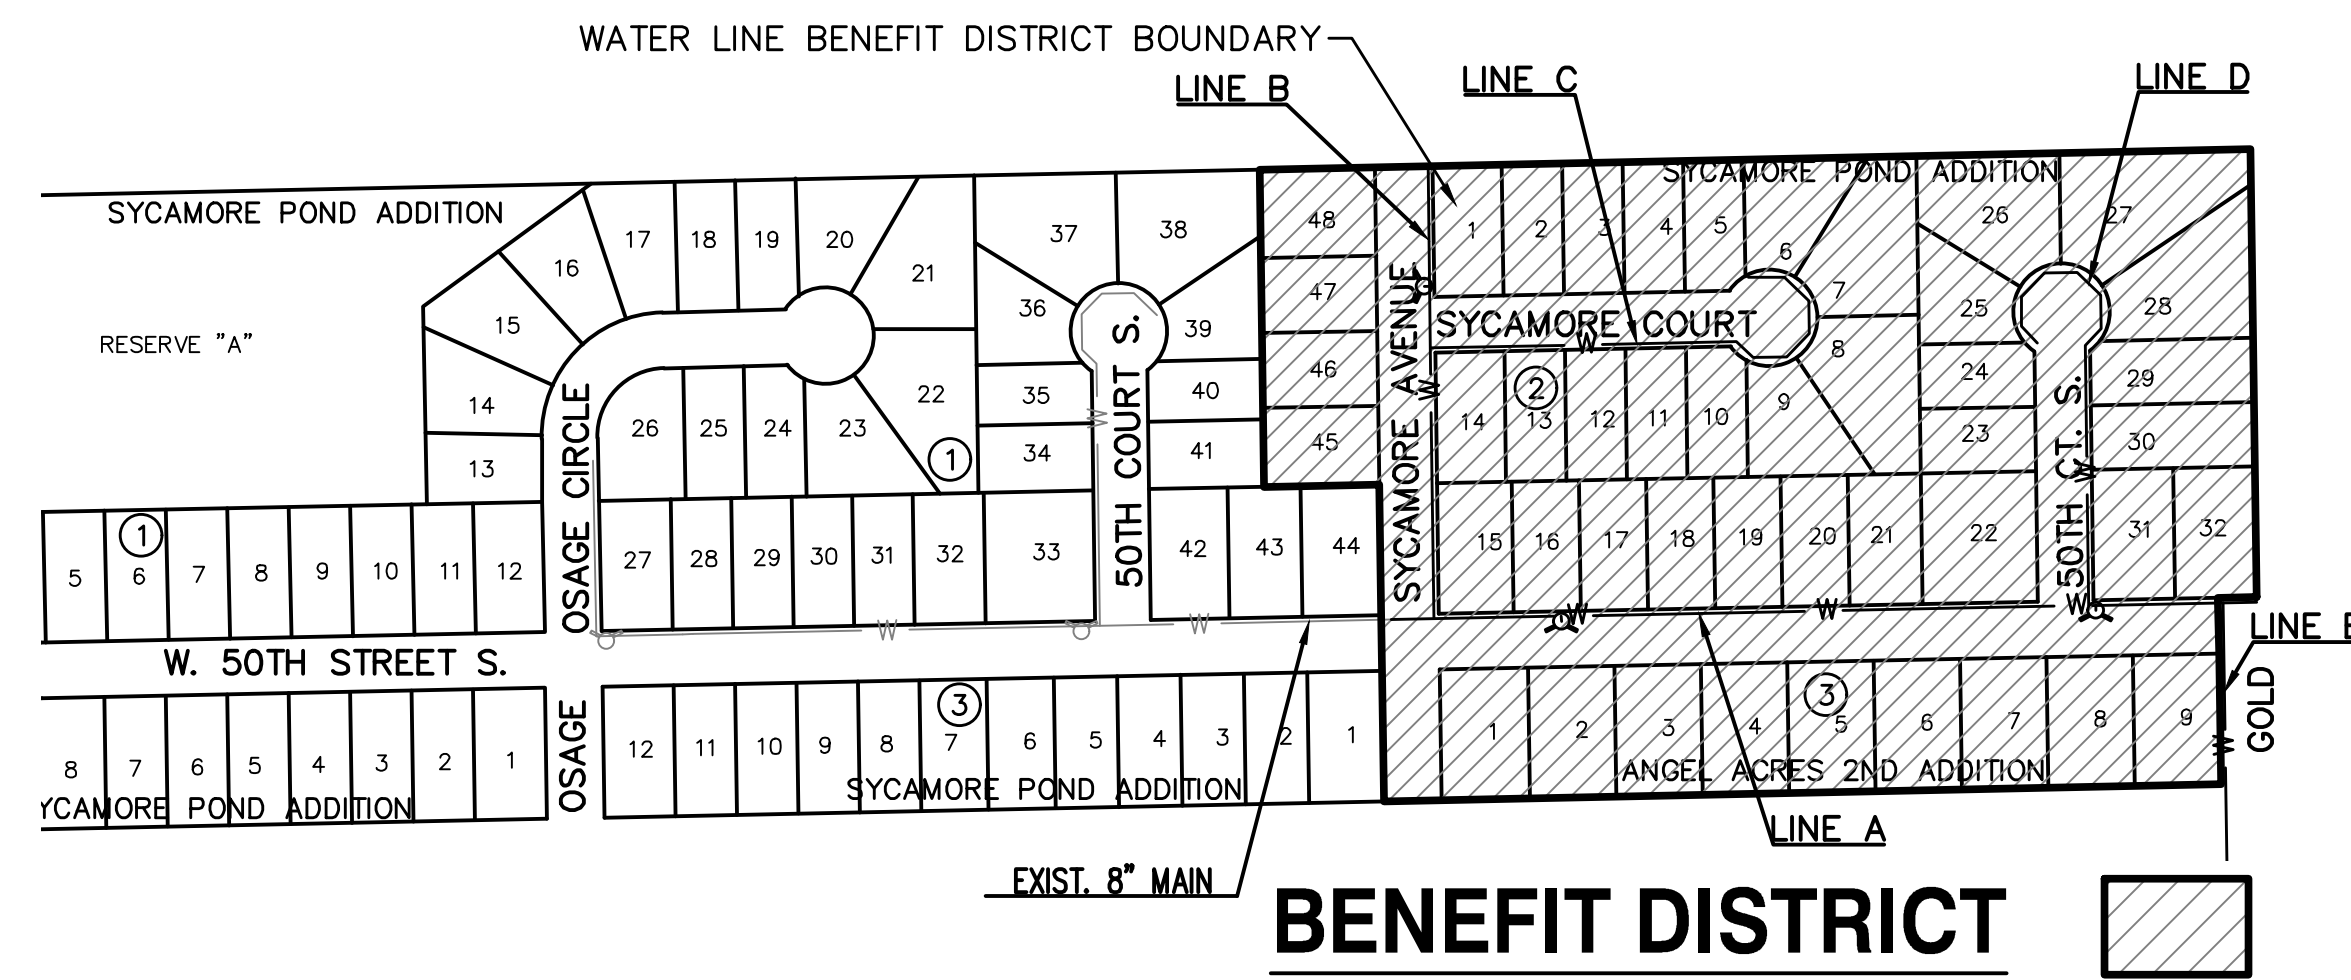 WATER LINE BENEFIT DISTRICT BOUNDARY
LINE B
LINE C
LINE D
SYCAMORE POND ADDITION
SYCAMORE POND ADDITION
RESERVE "A"
17 18 19 20
37 38
48
1 2 3 4 5
26 27
16
21
6
15
36
39
47
7
25
28
SYCAMORE COURT
W
8
14
26 25 24 23
22
35
40
46
24
29
14 13 12 11 10
9
2
13
1
34
41
45
23
30
OSAGE CIRCLE
50TH COURT S.
SYCAMORE AVENUE
SYCAMORE
50TH CT. S.
W
W
W
1
5 6 7 8 9 10 11 12
27 28 29 30 31 32 33
42 43 44
15 16 17 18 19 20 21 22
31 32
W
W
W
W
W
LINE E
W. 50TH STREET S.
OSAGE
GOLD
8 7 6 5 4 3 2 1
12 11 10 9 8 7 6 5 4 3 2 1
3
1 2 3 4 5 6 7 8 9
3
W
YCAMORE POND ADDITION
SYCAMORE POND ADDITION
ANGEL ACRES 2ND ADDITION
LINE A
EXIST. 8" MAIN
BENEFIT DISTRICT